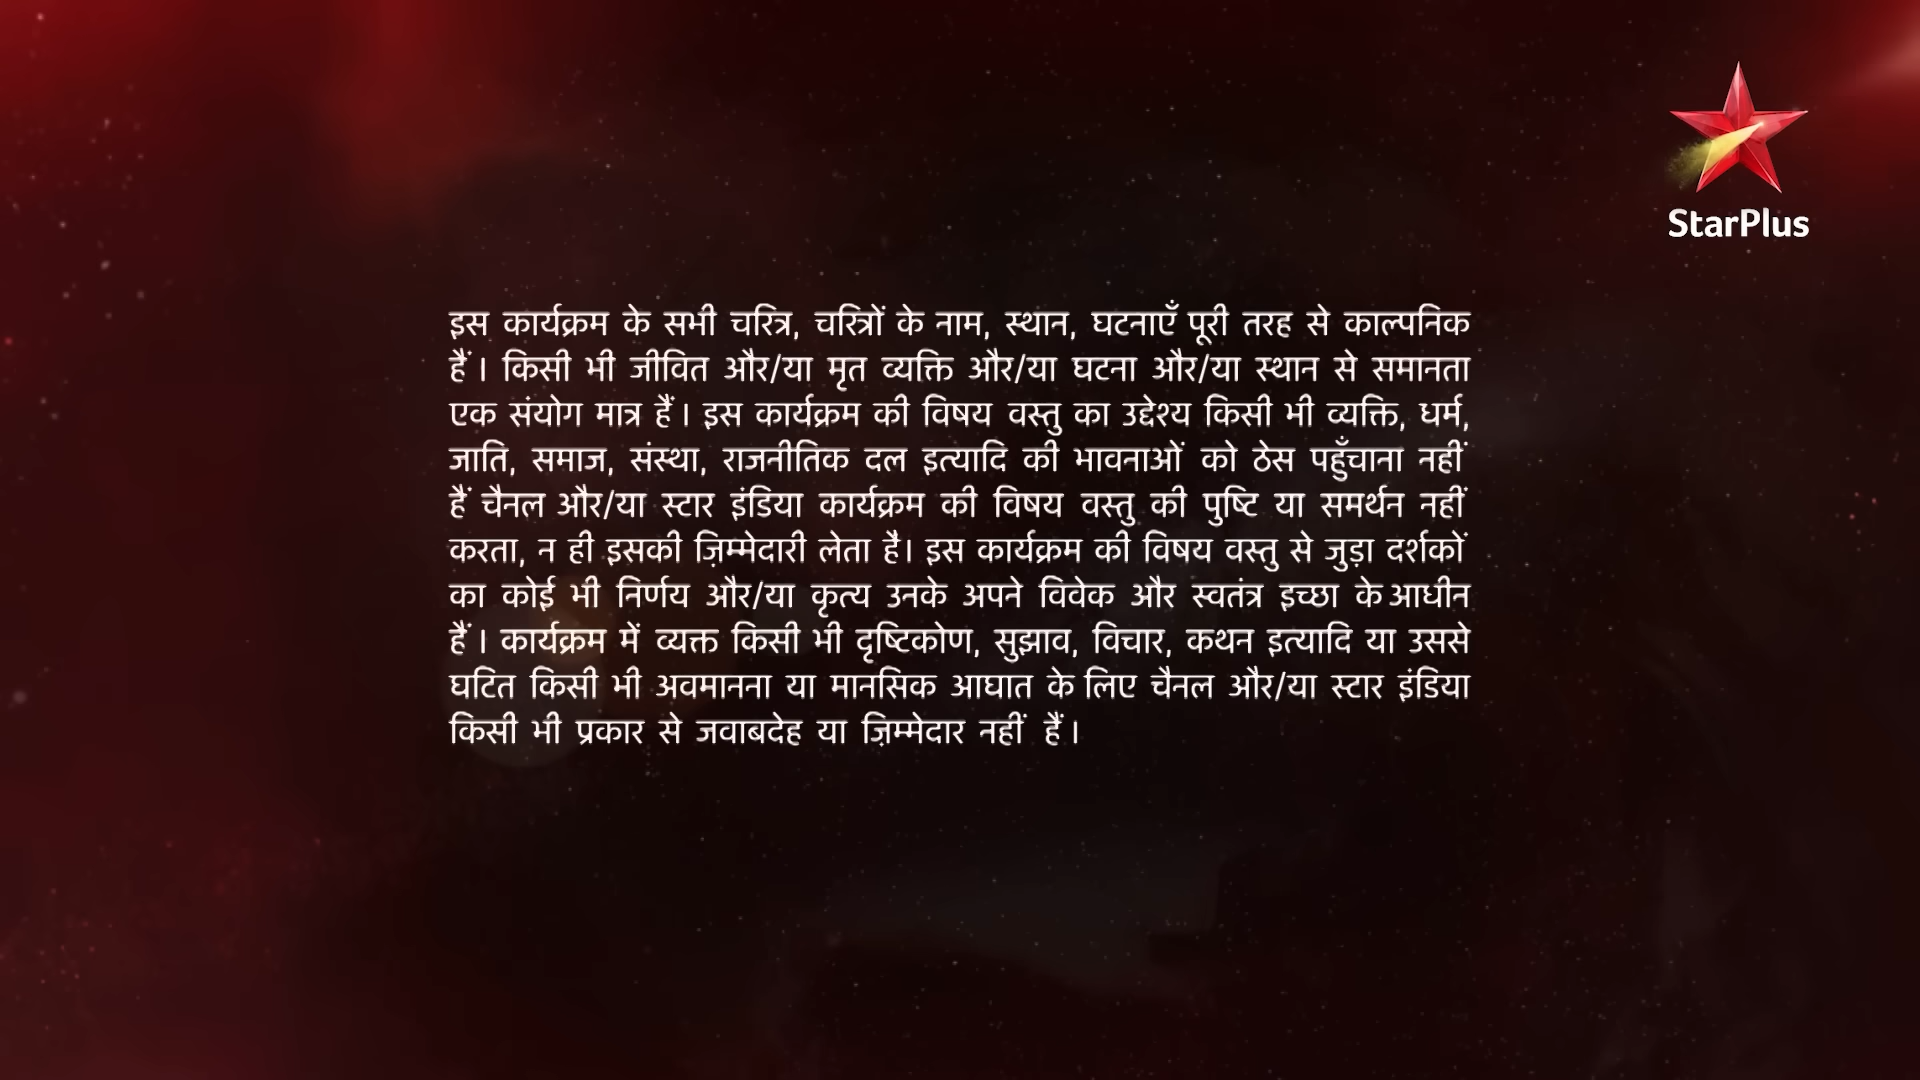 StarPlus
इस कार्यक्रम के सभी चरित्र, चरित्रों के नाम, स्थान, घटनाएँ पूरी तरह से काल्पनिक
हैं। किसी भी जीवित और/या मृत व्यक्ति और/या घटना और/या स्थान से समानता
एक संयोग मात्र हैं। इस कार्यक्रम की विषय वस्तु का उद्देश्य किसी भी व्यक्ति, धर्म,
जाति, समाज, संस्था, राजनीतिक दल इत्यादि की भावनाओं को ठेस पहुँचाना नहीं
हैं चैनल और/या स्टार इंडिया कार्यक्रम की विषय वस्तु की पुष्टि या समर्थन नहीं
करता, न ही इसकी ज़िम्मेदारी लेता है। इस कार्यक्रम की विषय वस्तु से जुड़ा दर्शकों
का कोई भी निर्णय और/या कृत्य उनके अपने विवेक और स्वतंत्र इच्छा के आधीन
हैं। कार्यक्रम में व्यक्त किसी भी दृष्टिकोण, सुझाव, विचार, कथन इत्यादि या उससे
घटित किसी भी अवमानना या मानसिक आघात के लिए चैनल और/या स्टार इंडिया
किसी भी प्रकार से जवाबदेह या ज़िम्मेदार नहीं हैं।